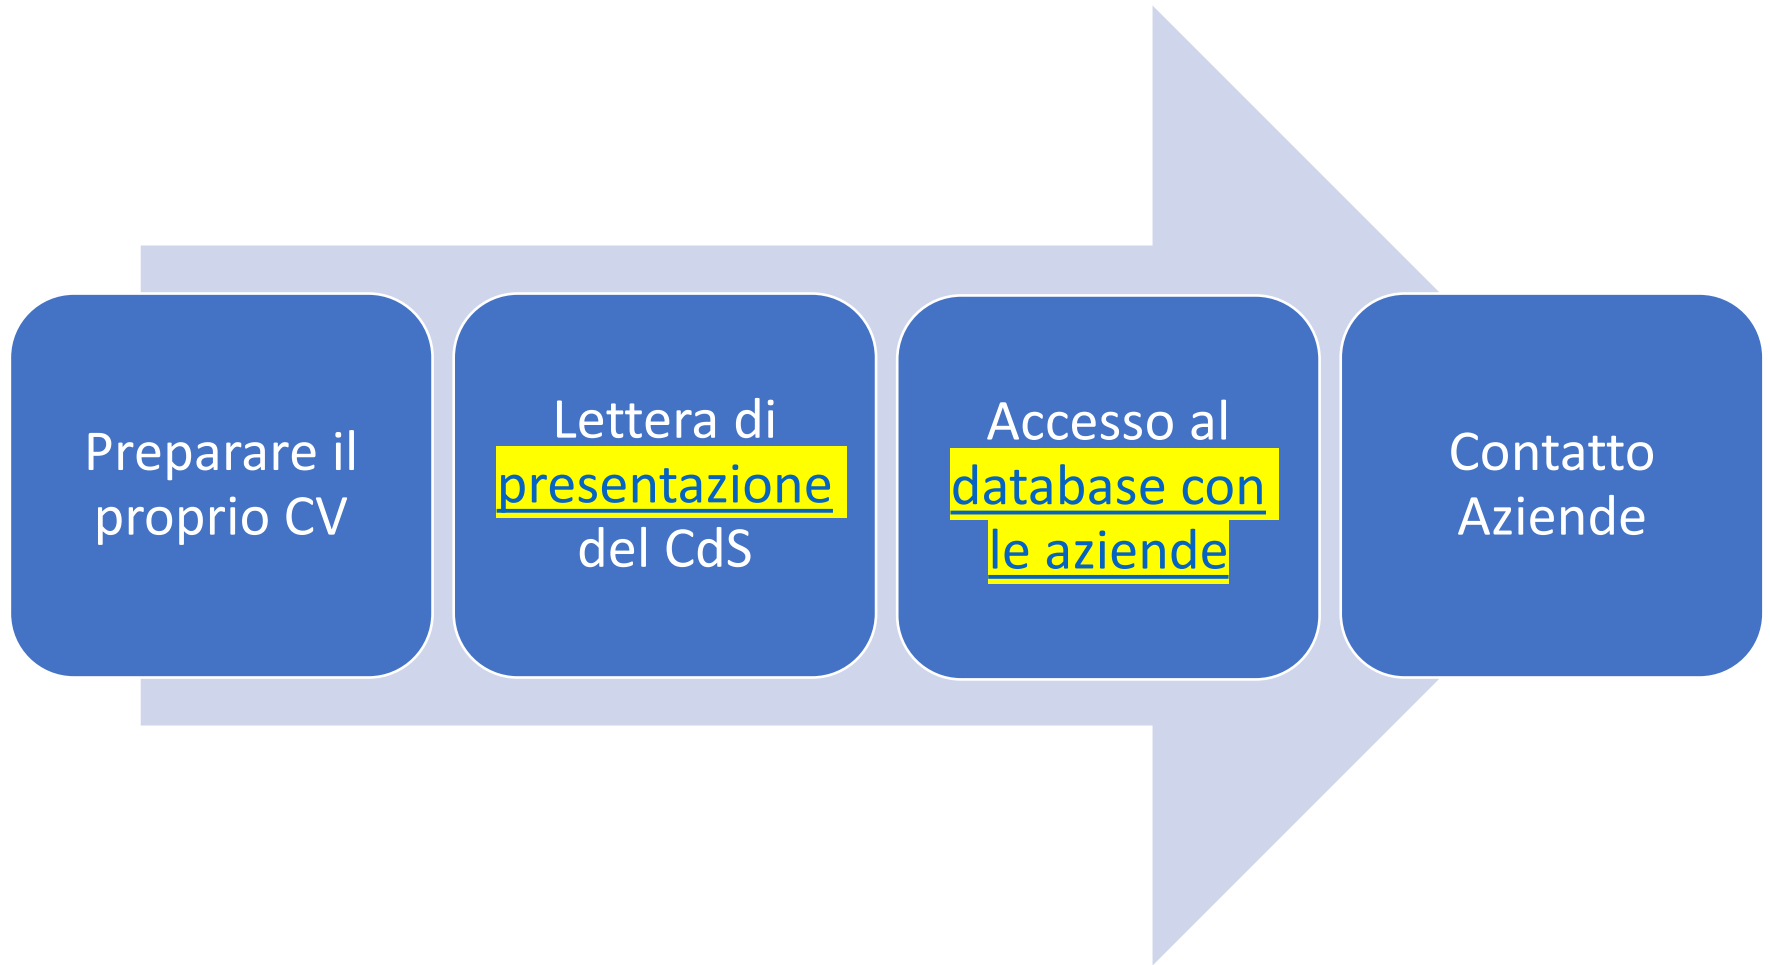 Preparare il
proprio CV
Lettera di
presentazione
del CdS
Accesso al
database con
le aziende
Contatto
Aziende